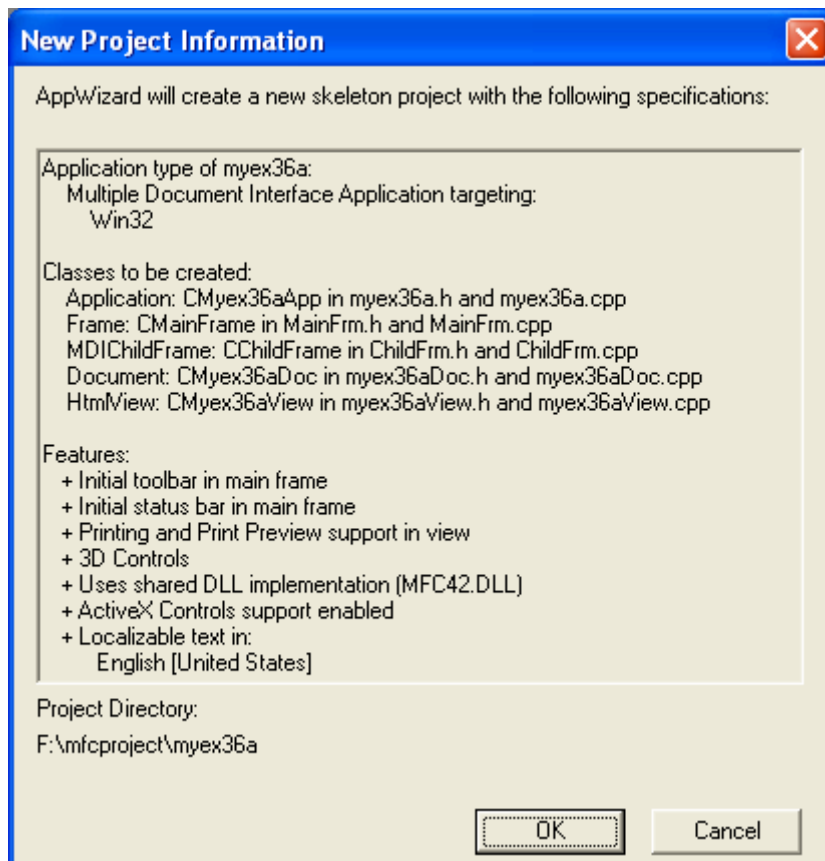 New Project Information
AppWizard will create a new skeleton project with the following specifications:
Application type of myex36a:
Multiple Document Interface Application targeting:
Win32
Classes to be created:
Application: CMyex36aApp in myex36a.h and myex36a.cpp
Frame: CMainFrame in MainFrm.h and MainFrm.cpp
MDIChildFrame: CChildFrame in ChildFrm.h and ChildFrm.cpp
Document: CMyex36aDoc in myex36aDoc.h and myex36aDoc.cpp
HtmlView: CMyex36aView in myex36aView.h and myex36aView.cpp
Features:
+ Initial toolbar in main frame
+ Initial status bar in main frame
+ Printing and Print Preview support in view
+ 3D Controls
+ Uses shared DLL implementation (MFC42.DLL)
+ ActiveX Controls support enabled
+ Localizable text in:
English [United States]
Project Directory:
F:\mfcproject\myex36a
OK Cancel